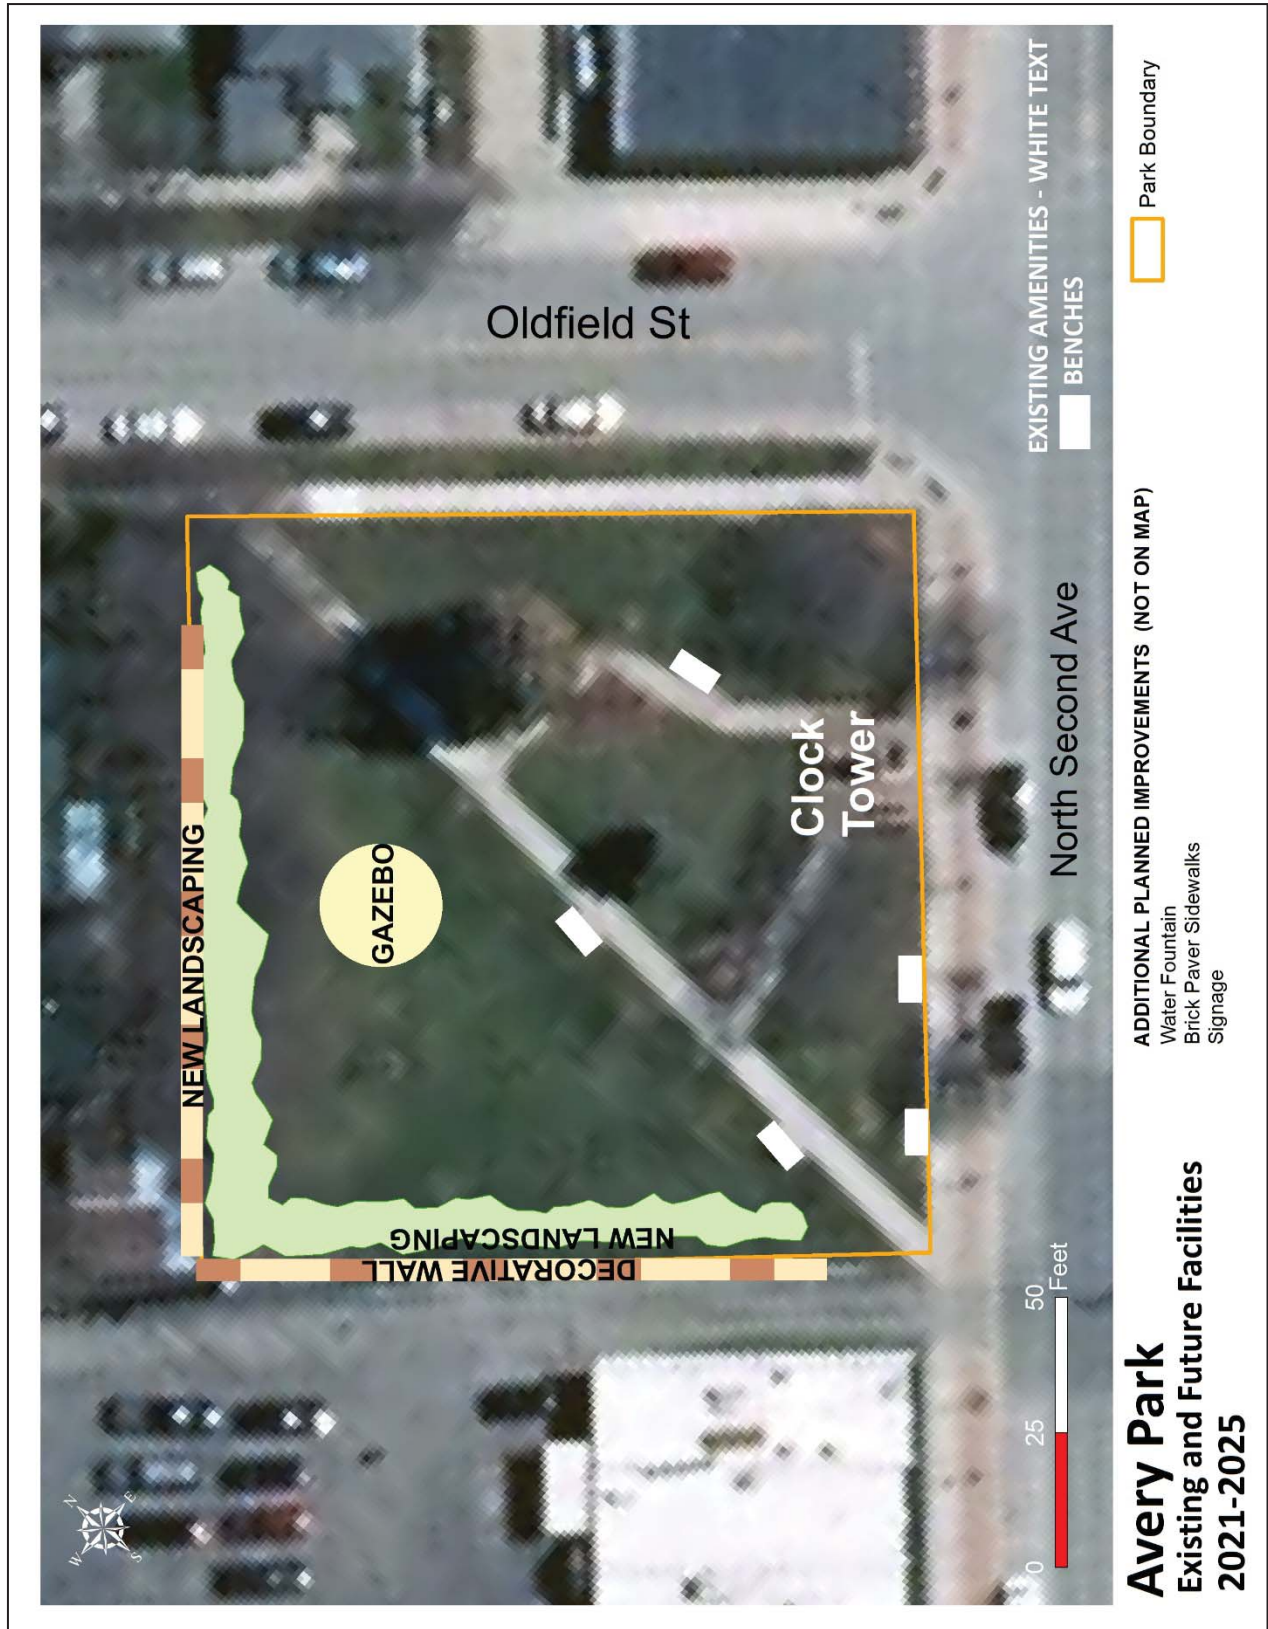 NEW LANDSCAPING
GAZEBO
NEW LANDSCAPING
DECORATIVE WALL
Oldfield St
Clock
Tower
North Second Ave
EXISTING AMENITIES - WHITE TEXT
BENCHES
N
E
S
W
0 25 50
Feet
Avery Park
Existing and Future Facilities
2021-2025
ADDITIONAL PLANNED IMPROVEMENTS (NOT ON MAP)
Water Fountain
Brick Paver Sidewalks
Signage
Park Boundary